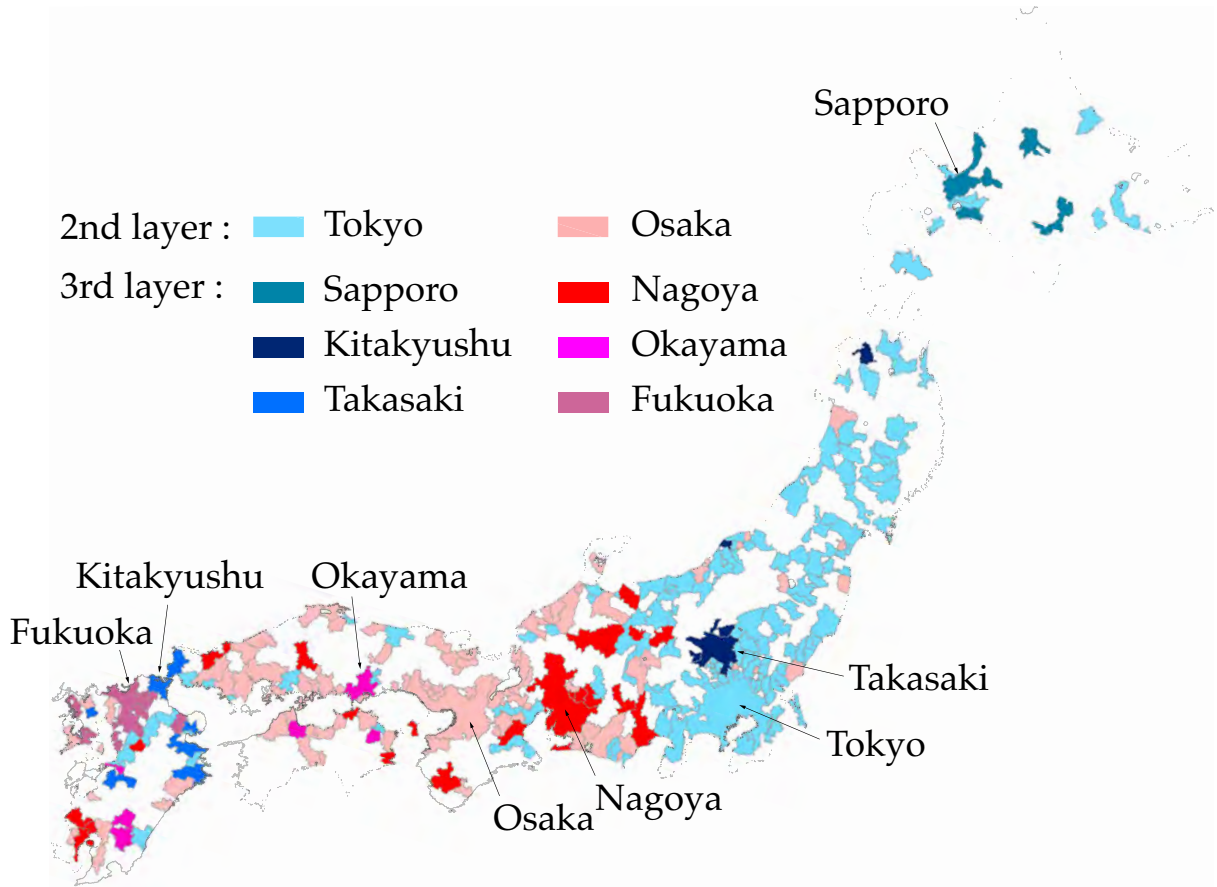 Sapporo
2nd layer : Tokyo Osaka
3rd layer : Sapporo Nagoya
Kitakyushu Okayama
Takasaki Fukuoka
Kitakyushu Okayama
Fukuoka
Takasaki
Tokyo
Nagoya
Osaka